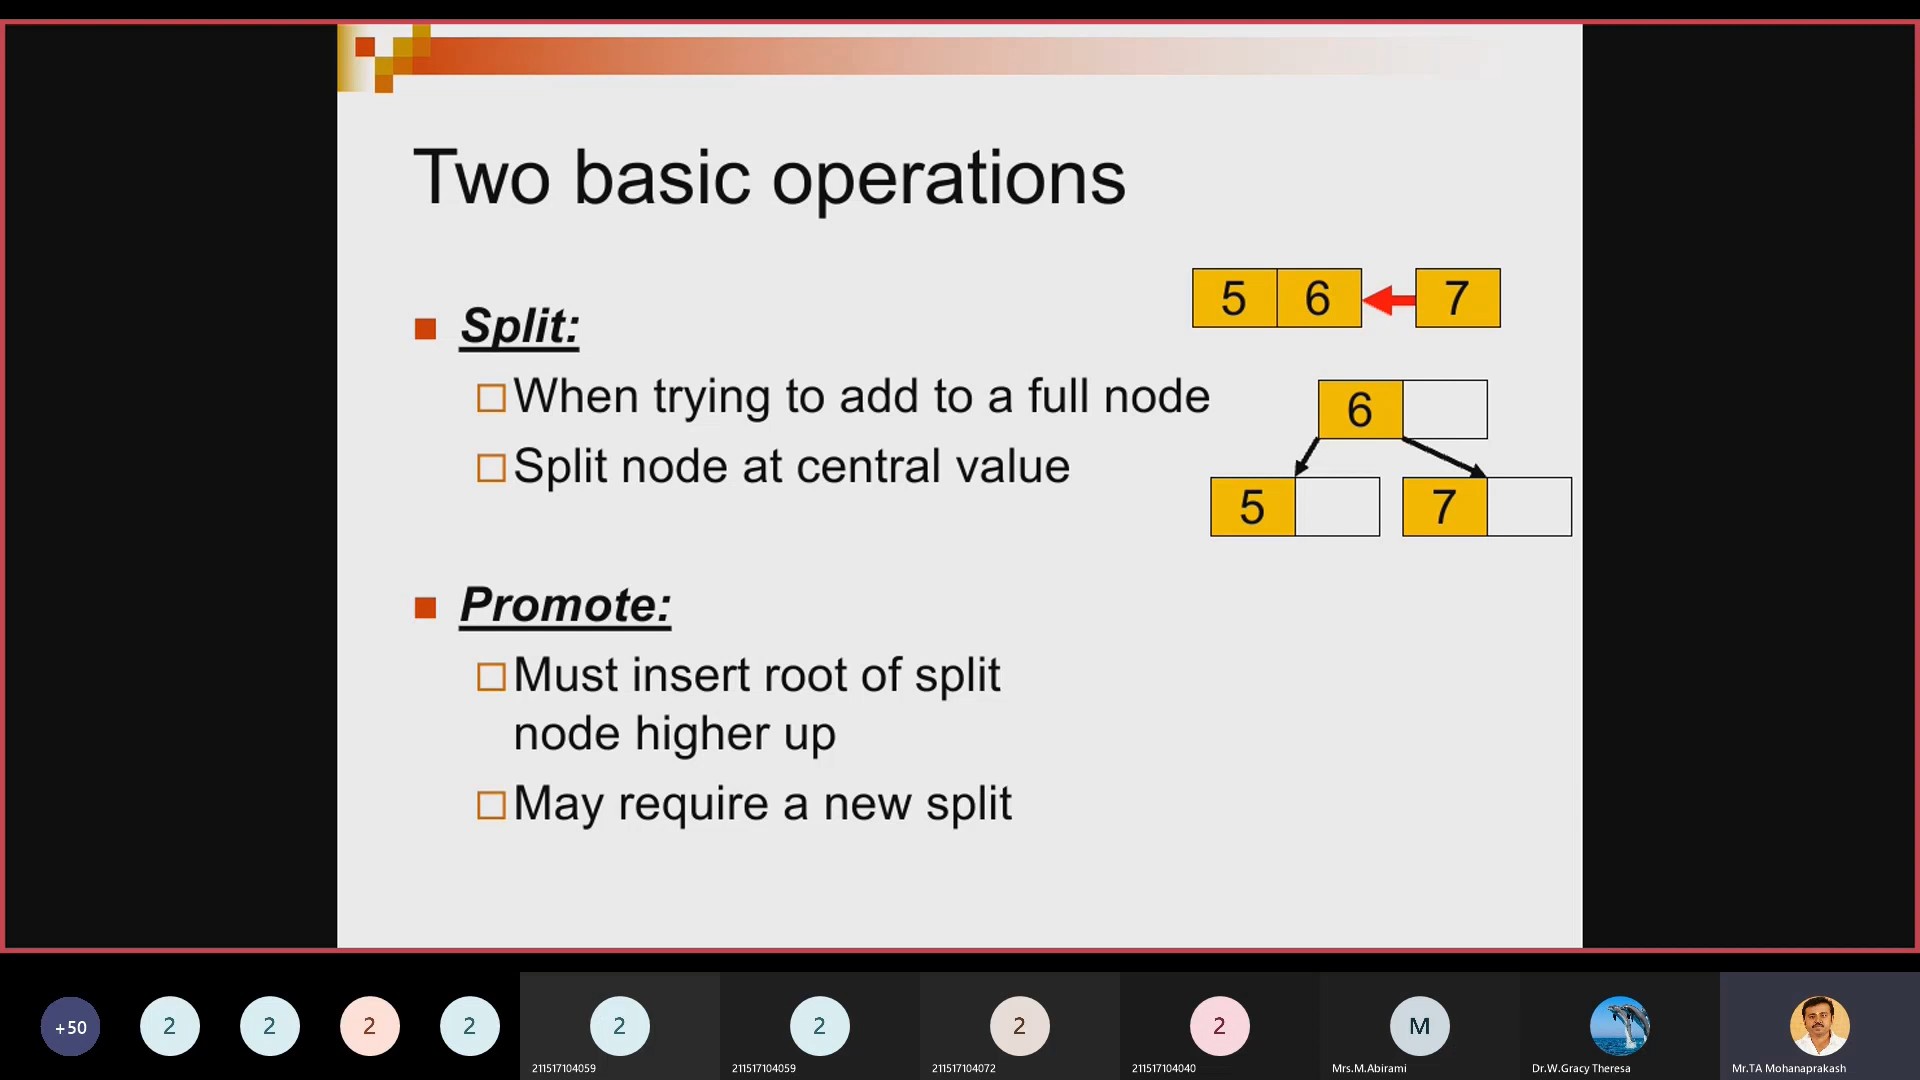 Two basic operations
5 6 7
Split:
When trying to add to a full node
6
Split node at central value
5 7
Promote:
Must insert root of split
node higher up
May require a new split
+50 2 2 2 2 2 2 2 2 M
211517104059 211517104059 211517104072 211517104040 Mrs.M.Abirami Dr.W.Gracy Theresa Mr.TA Mohanaprakash